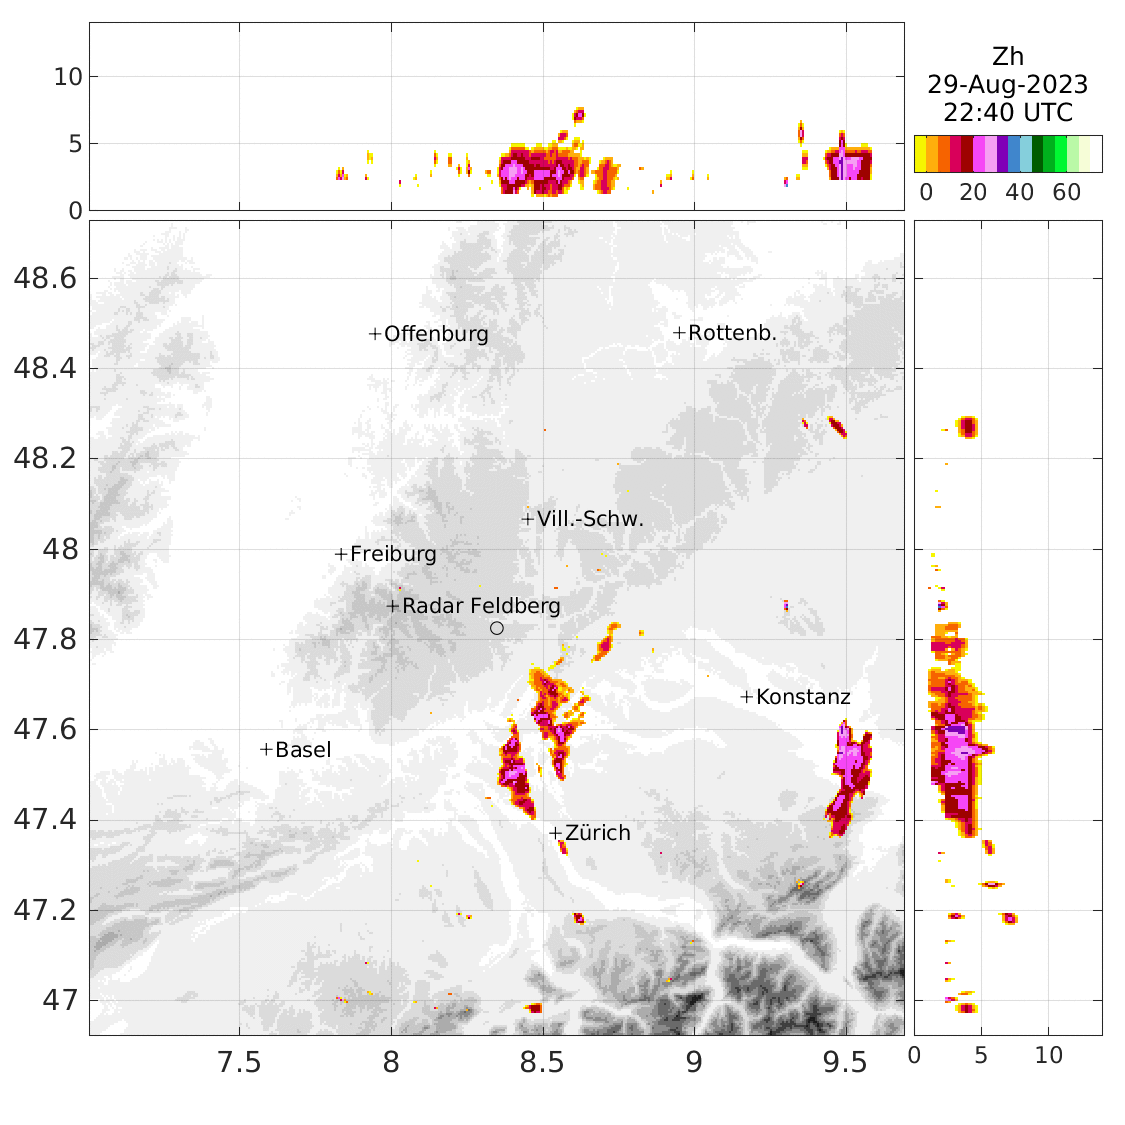 Zh
29-Aug-2023
22:40 UTC
0 20 40 60
10
5
0
48.6
48.4
48.2
48
47.8
47.6
47.4
47.2
47
+Offenburg
+Rottenb.
+Vill.-Schw.
+Freiburg
+Radar Feldberg
+Konstanz
+Basel
+Zürich
7.5 8 8.5 9 9.5
0 5 10